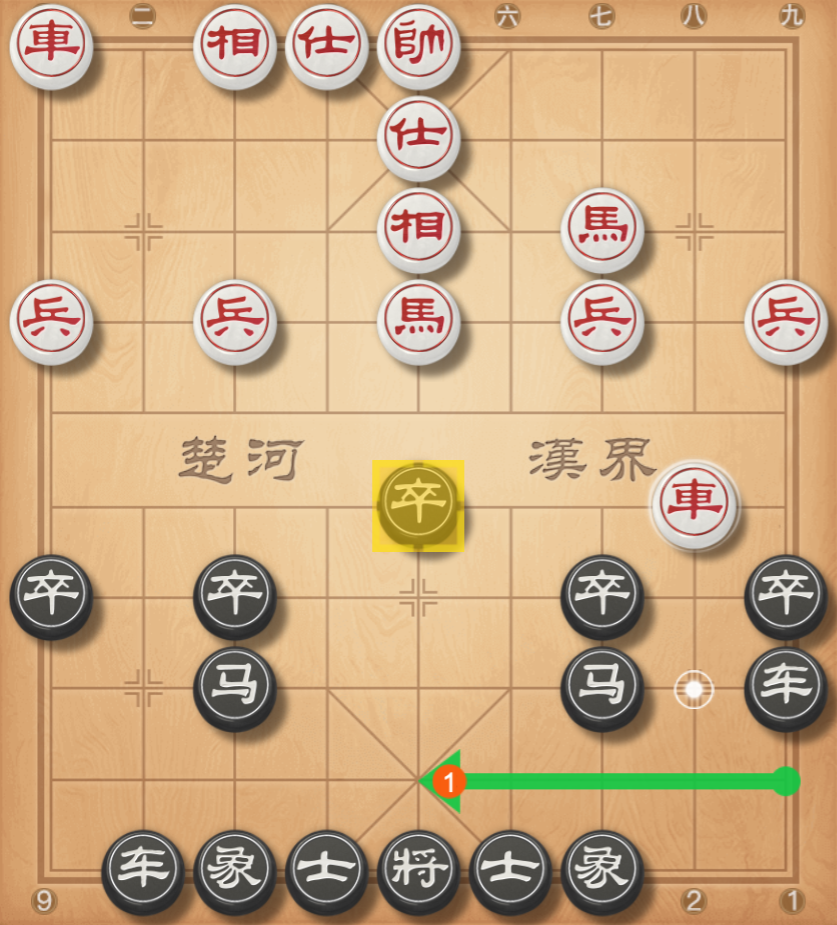 二 六 七 八 九
車 相 仕 帥
仕
相 馬
兵 兵 馬 兵 兵
楚河 漢界
卒 車
卒 卒 卒 卒
马 马 车
1
车 象 士 将 士 象
9 2 1